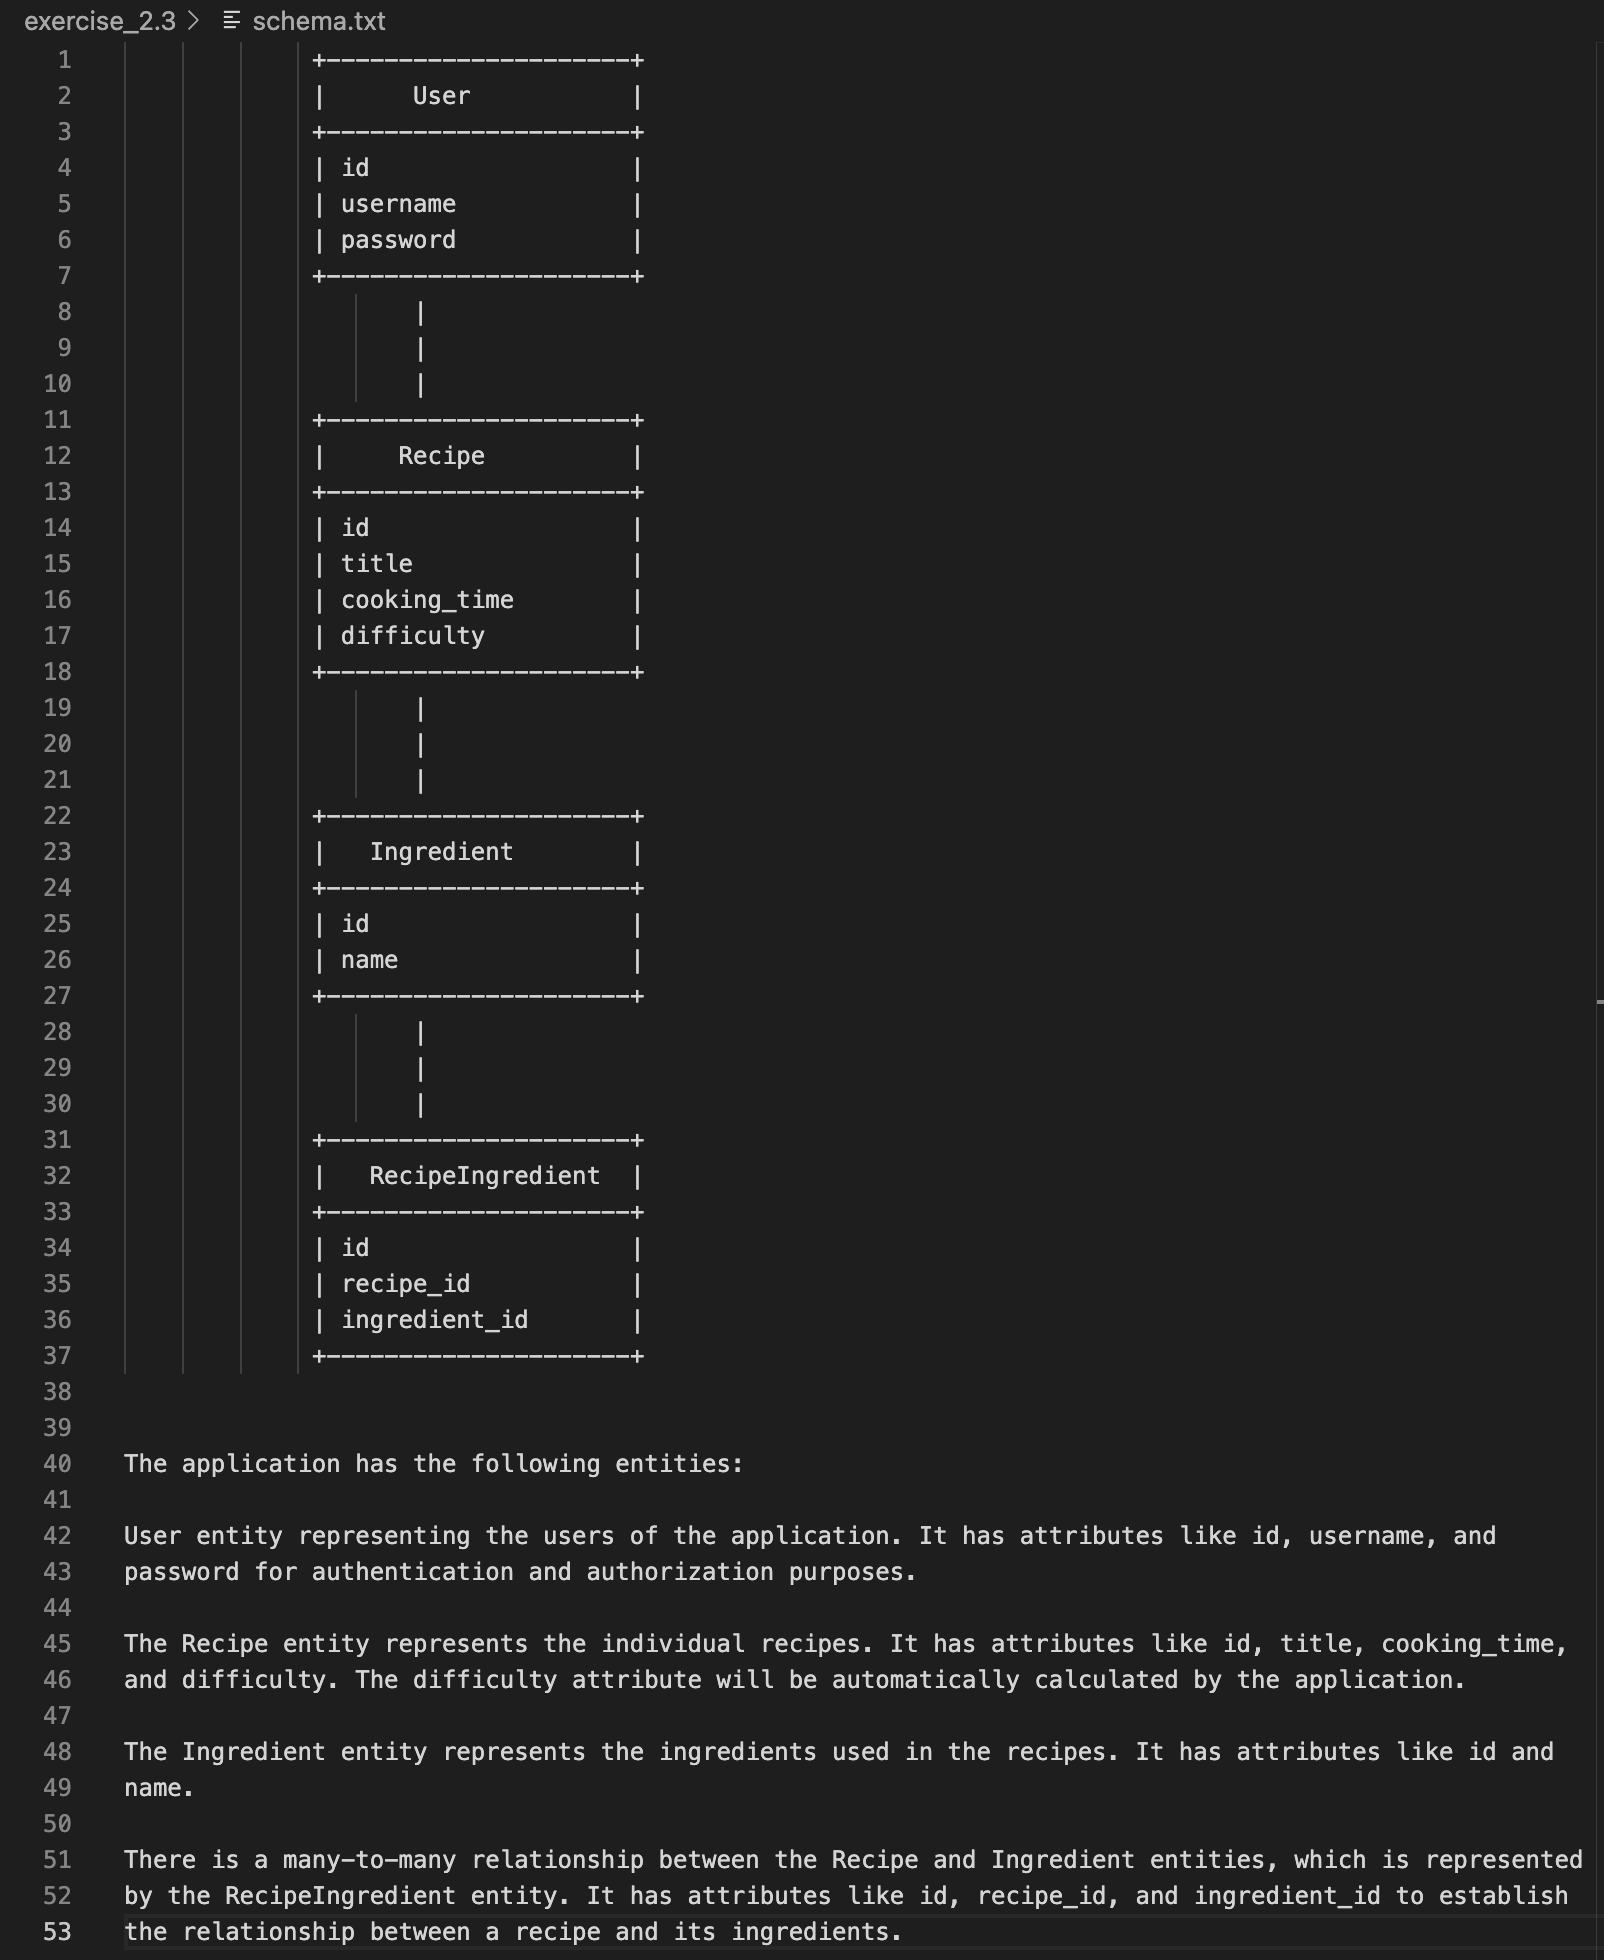 exercise_2.3 > schema.txt
1 +---------------------+
2 |      User           |
3 +---------------------+
4 | id                  |
5 | username            |
6 | password            |
7 +---------------------+
8 |
9 |
10 |
11 +---------------------+
12 |     Recipe          |
13 +---------------------+
14 | id                  |
15 | title               |
16 | cooking_time        |
17 | difficulty          |
18 +---------------------+
19 |
20 |
21 |
22 +---------------------+
23 |   Ingredient        |
24 +---------------------+
25 | id                  |
26 | name                |
27 +---------------------+
28 |
29 |
30 |
31 +---------------------+
32 |   RecipeIngredient  |
33 +---------------------+
34 | id                  |
35 | recipe_id           |
36 | ingredient_id       |
37 +---------------------+
38
39
40 The application has the following entities:
41
42 User entity representing the users of the application. It has attributes like id, username, and
43 password for authentication and authorization purposes.
44
45 The Recipe entity represents the individual recipes. It has attributes like id, title, cooking_time,
46 and difficulty. The difficulty attribute will be automatically calculated by the application.
47
48 The Ingredient entity represents the ingredients used in the recipes. It has attributes like id and
49 name.
50
51 There is a many-to-many relationship between the Recipe and Ingredient entities, which is represented
52 by the RecipeIngredient entity. It has attributes like id, recipe_id, and ingredient_id to establish
53 the relationship between a recipe and its ingredients.